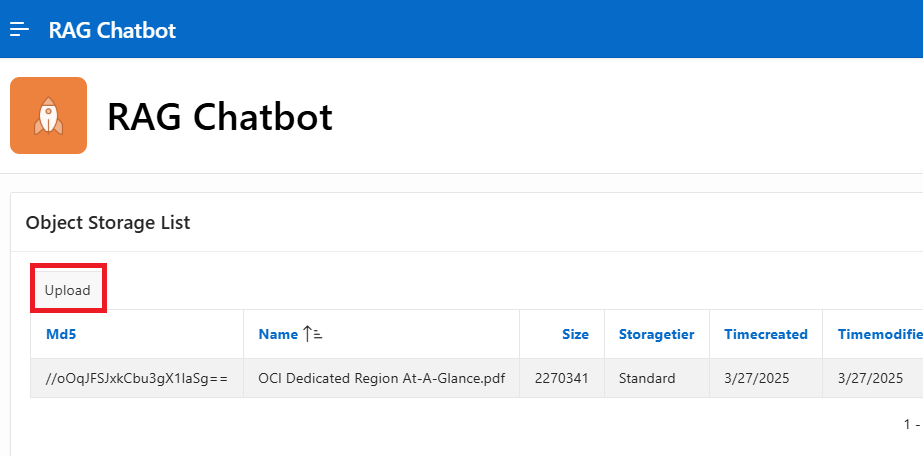 RAG Chatbot
RAG Chatbot
Object Storage List
Upload
Md5 Name Size Storagetier Timecreated Timemodifie
//oOqJFSJxkCbu3gX1IaSg== OCI Dedicated Region At-A-Glance.pdf 2270341 Standard 3/27/2025 3/27/2025
1 -